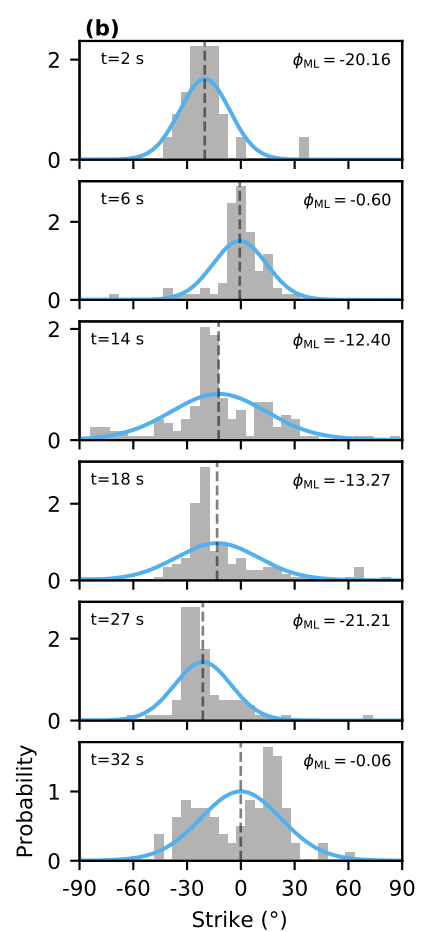 (b)
t=2 s
ϕML = -20.16
2
0
t=6 s
ϕML = -0.60
2
0
t=14 s
ϕML = -12.40
2
0
t=18 s
ϕML = -13.27
2
0
t=27 s
ϕML = -21.21
2
0
t=32 s
ϕML = -0.06
1
0
Probability
-90 -60 -30 0 30 60 90
Strike (°)